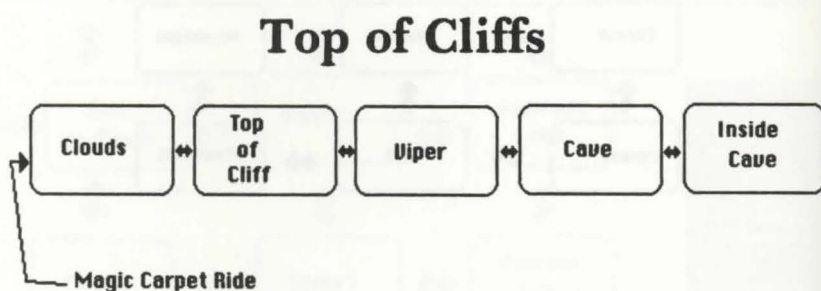 Top of Cliffs
Clouds
Top
of
Cliff
Viper
Cave
Inside
Cave
Magic Carpet Ride